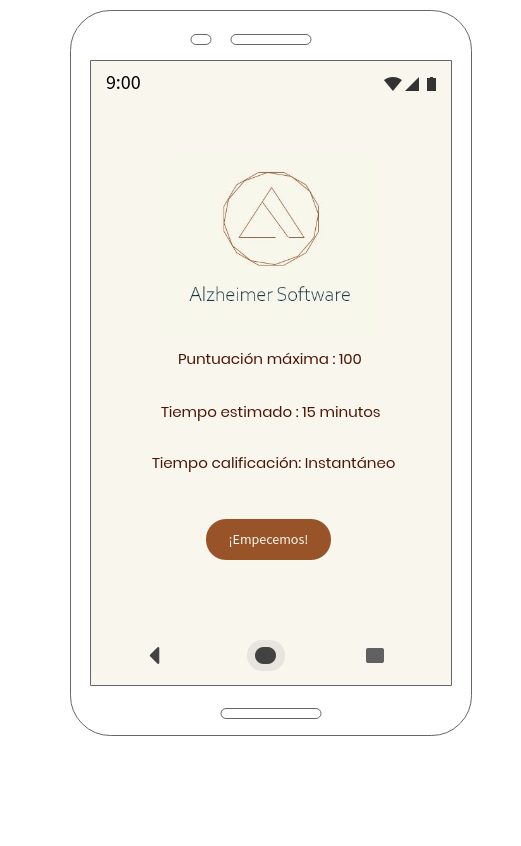 9:00
Alzheimer Software
Puntuación máxima : 100
Tiempo estimado : 15 minutos
Tiempo calificación: Instantáneo
¡Empecemos!